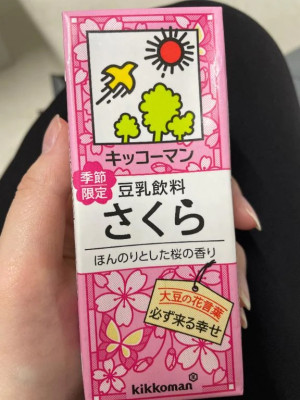 キッコーマン
季節
限定
豆乳飲料
さくら
ほんのりとした桜の香り
大豆の花言葉
必ず来る幸せ
kikkoman®